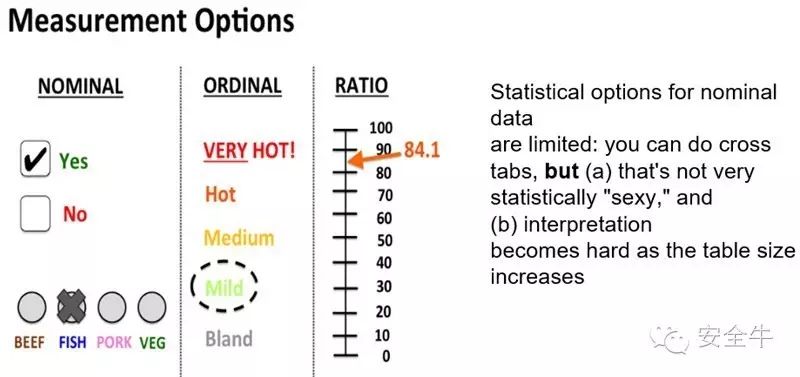 Measurement Options
NOMINAL
Yes
No
BEEF FISH PORK VEG
ORDINAL
VERY HOT!
Hot
Medium
Mild
Bland
RATIO
100
90
84.1
80
70
60
50
40
30
20
10
0
Statistical options for nominal
data
are limited: you can do cross
tabs, but (a) that's not very
statistically "sexy," and
(b) interpretation
becomes hard as the table size
increases
安全牛